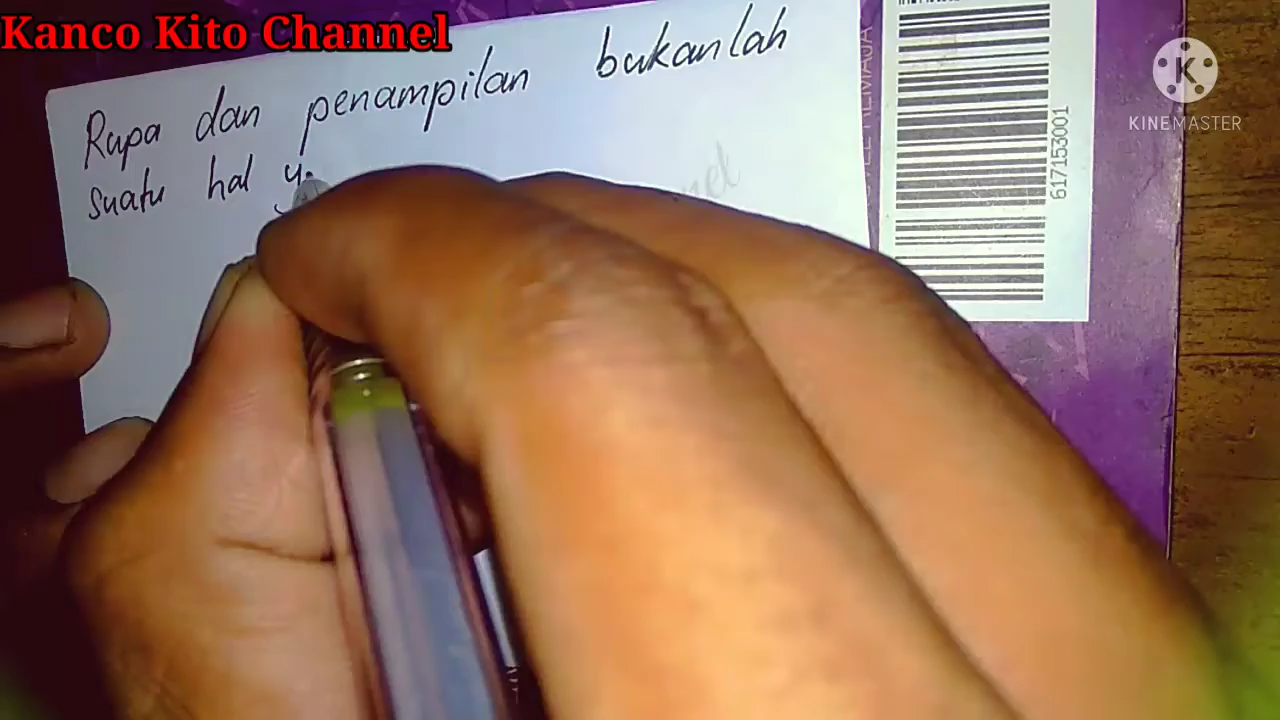 Kanco Kito Channel
Rupa dan penampilan bukanlah
suatu hal
KINEMASTER
617153001